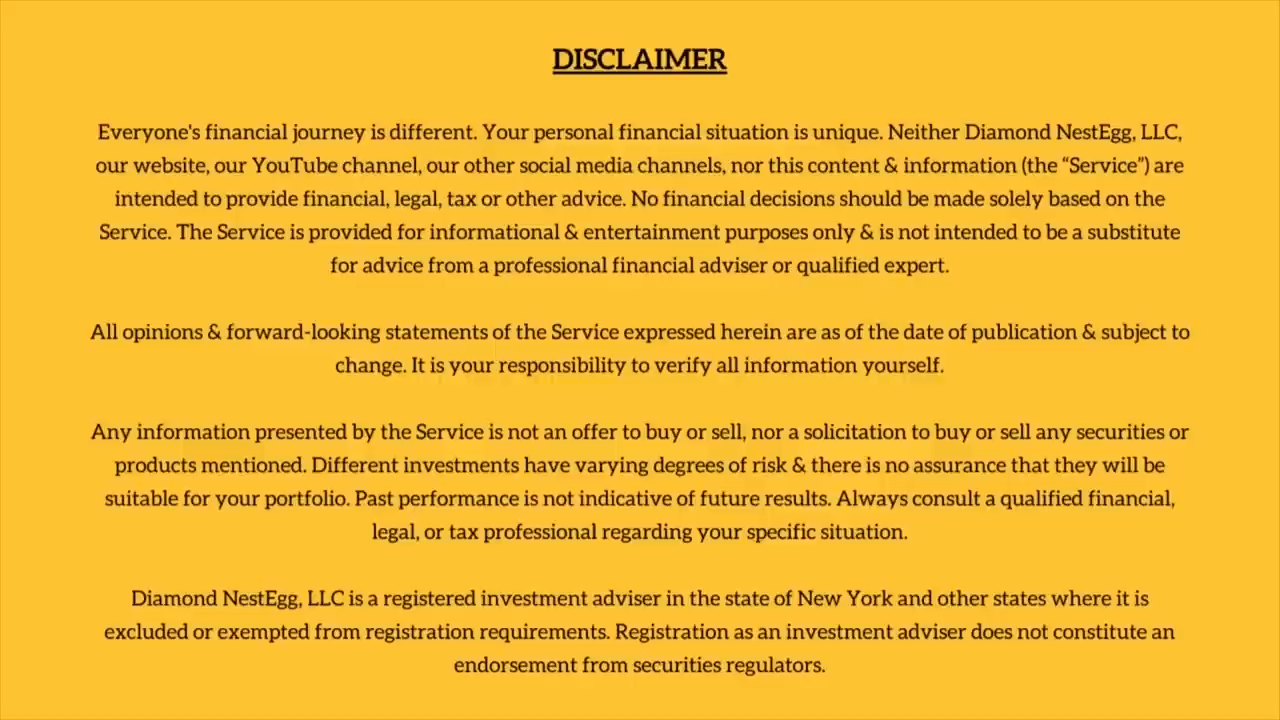 DISCLAIMER
Everyone's financial journey is different. Your personal financial situation is unique. Neither Diamond NestEgg, LLC,
our website, our YouTube channel, our other social media channels, nor this content & information (the “Service”) are
intended to provide financial, legal, tax or other advice. No financial decisions should be made solely based on the
Service. The Service is provided for informational & entertainment purposes only & is not intended to be a substitute
for advice from a professional financial adviser or qualified expert.
All opinions & forward-looking statements of the Service expressed herein are as of the date of publication & subject to
change. It is your responsibility to verify all information yourself.
Any information presented by the Service is not an offer to buy or sell, nor a solicitation to buy or sell any securities or
products mentioned. Different investments have varying degrees of risk & there is no assurance that they will be
suitable for your portfolio. Past performance is not indicative of future results. Always consult a qualified financial,
legal, or tax professional regarding your specific situation.
Diamond NestEgg, LLC is a registered investment adviser in the state of New York and other states where it is
excluded or exempted from registration requirements. Registration as an investment adviser does not constitute an
endorsement from securities regulators.